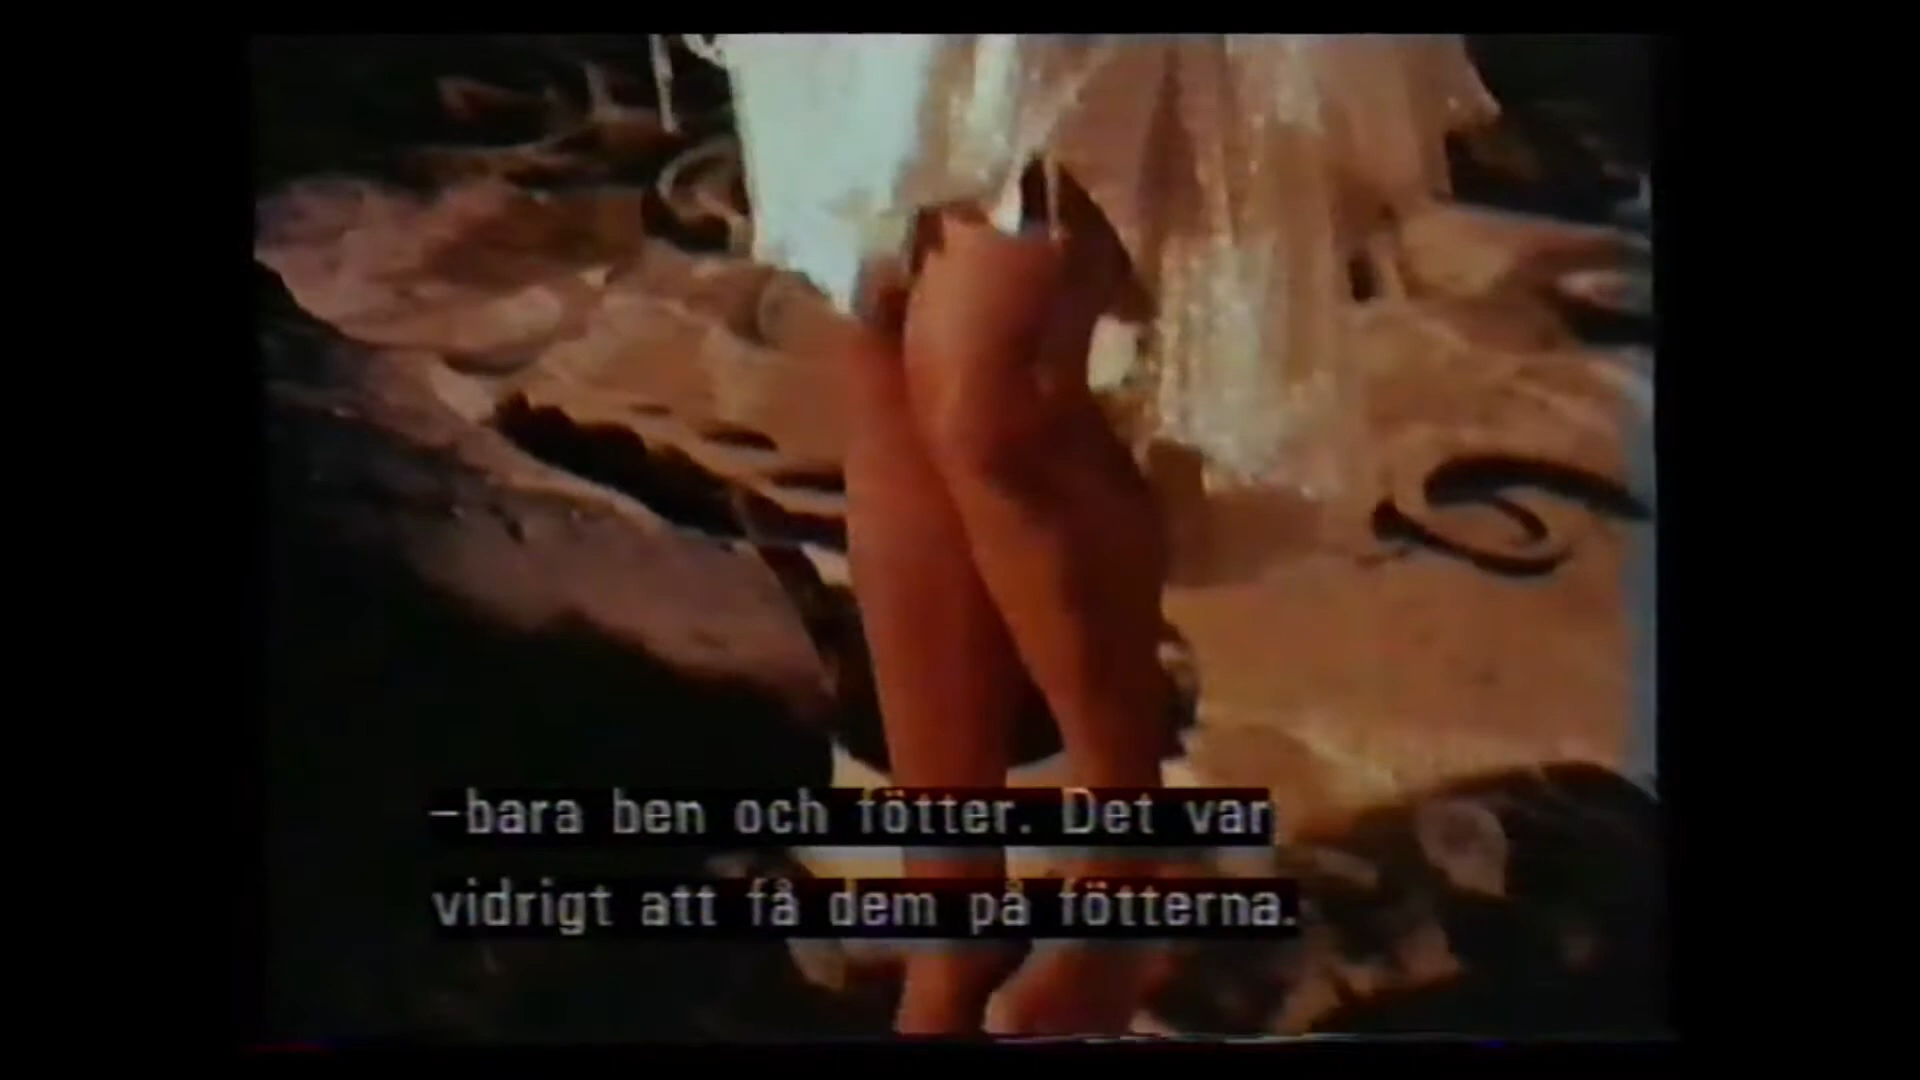 –bara ben och fötter. Det var
vidrigt att få dem på fötterna.